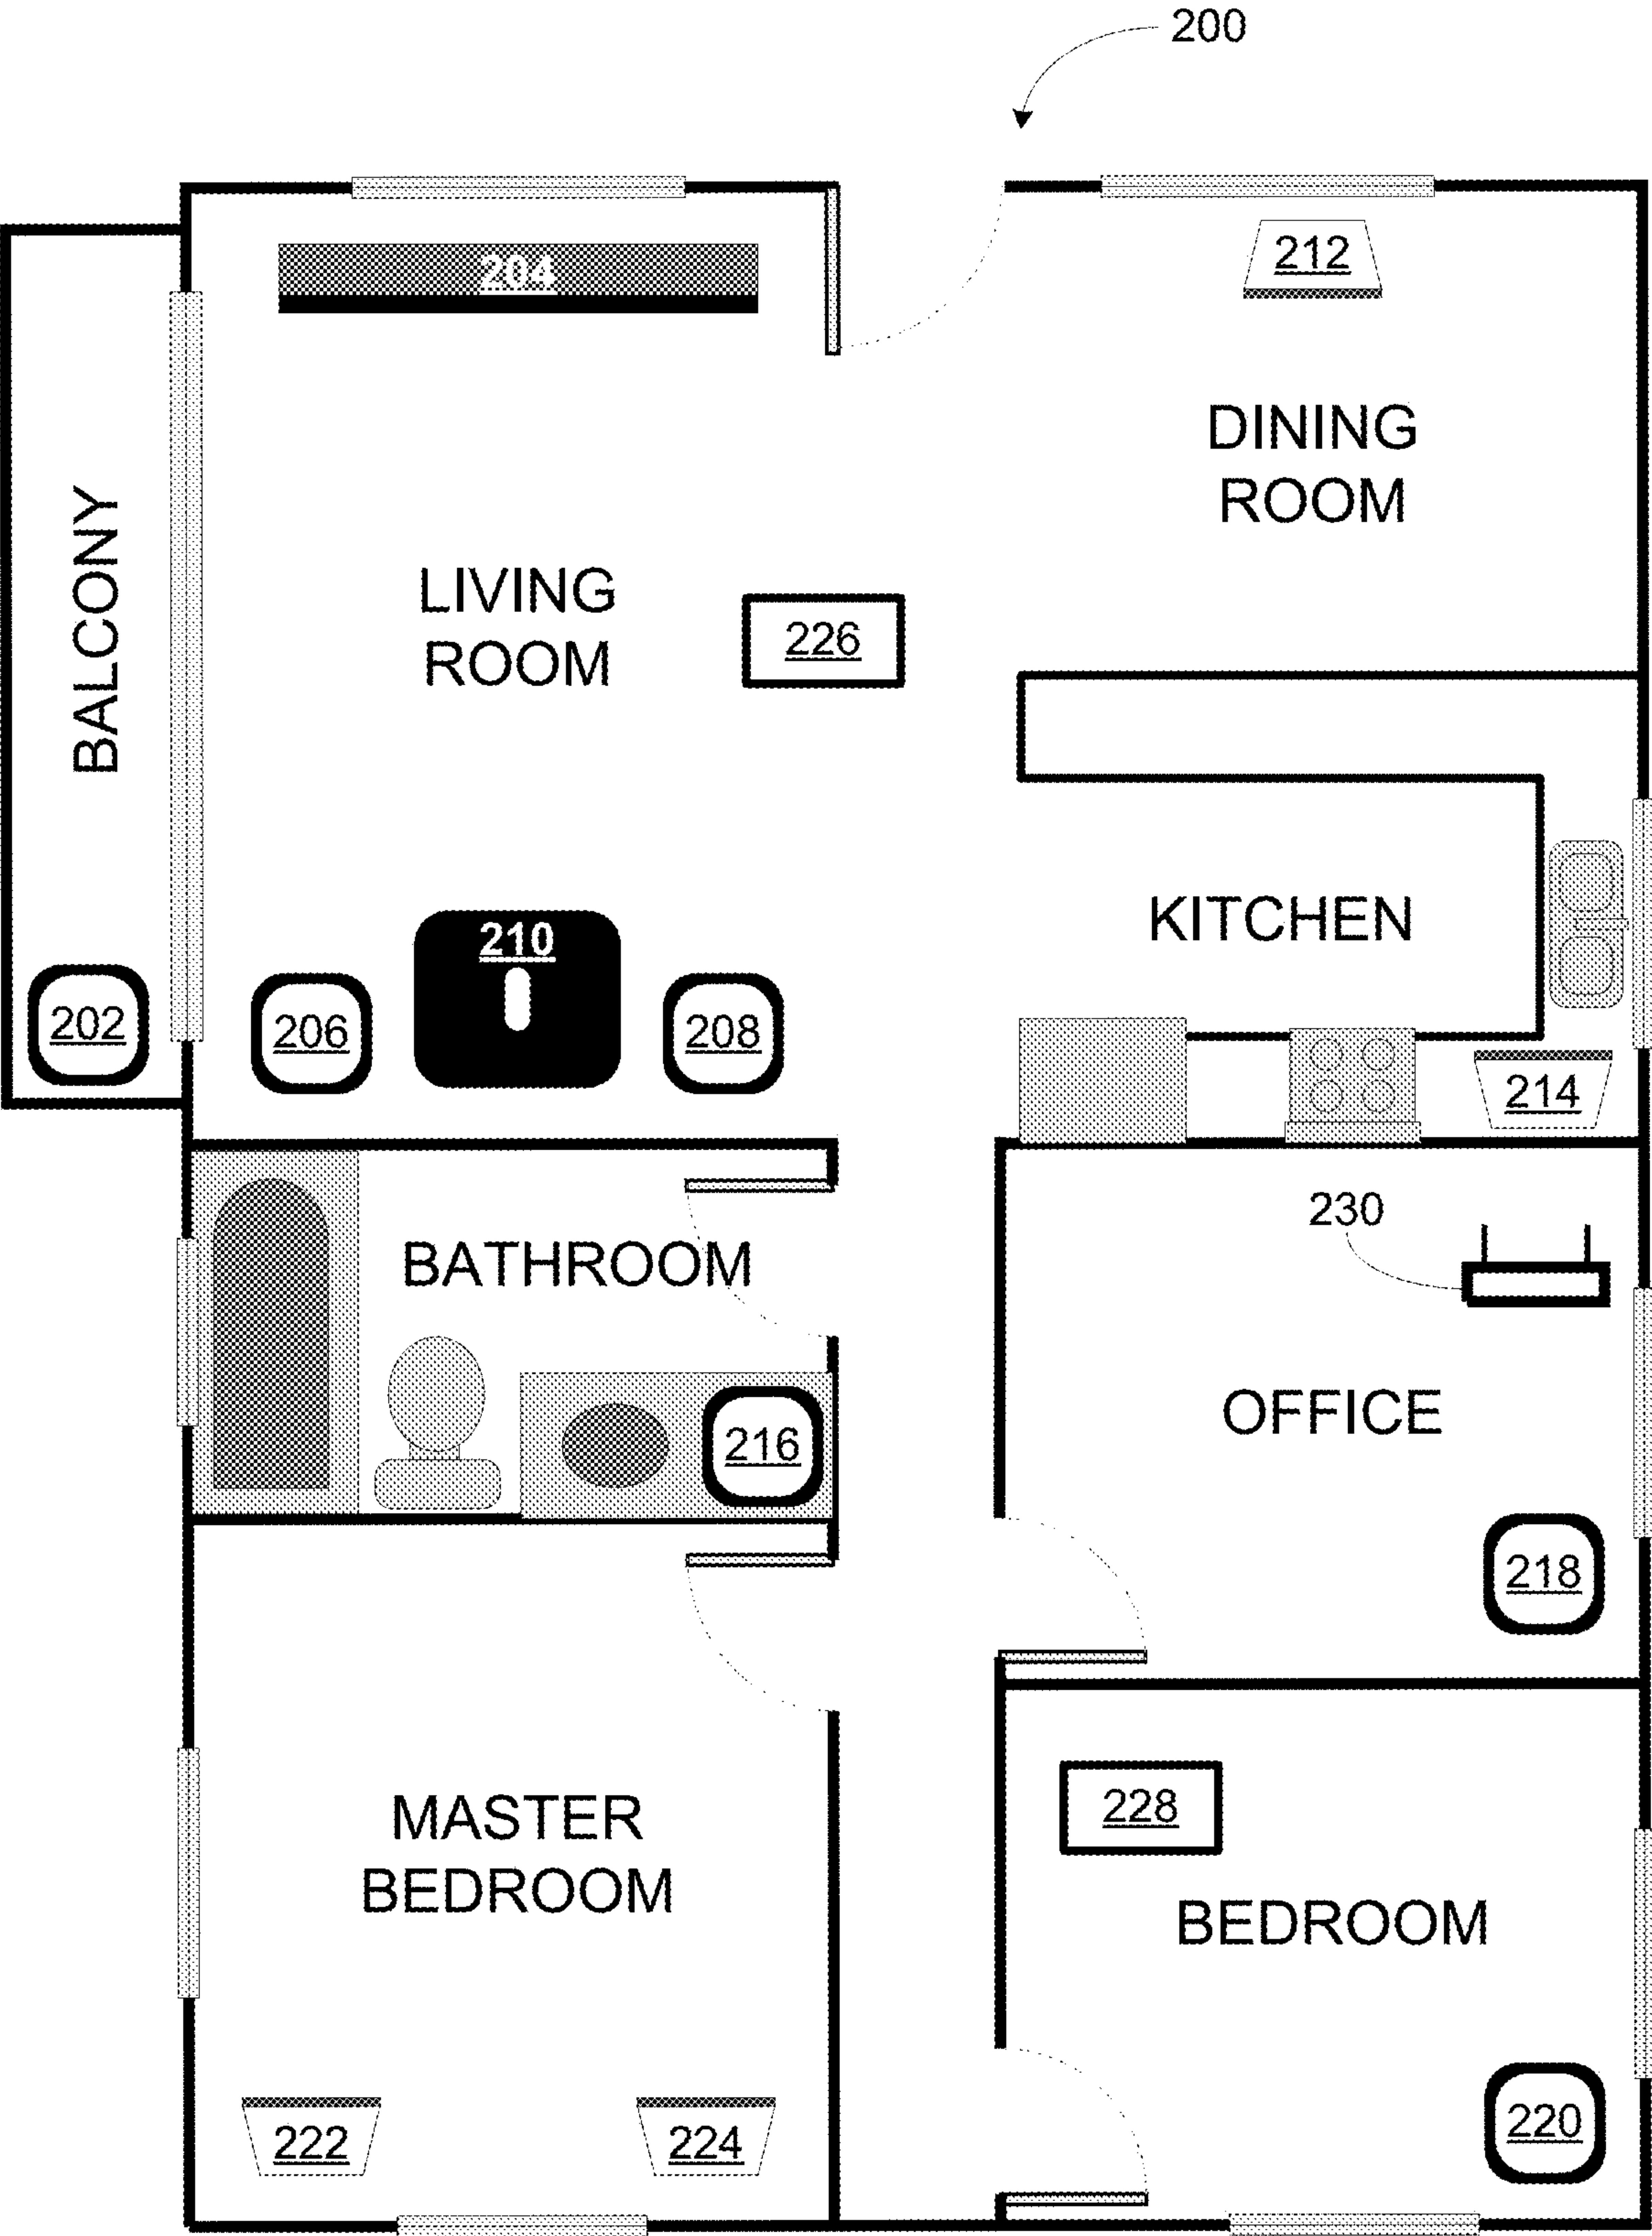 200
204
212
DINING
ROOM
BALCONY
LIVING
ROOM
226
210
KITCHEN
202
206
208
214
230
BATHROOM
OFFICE
216
218
MASTER
BEDROOM
228
BEDROOM
222
224
220